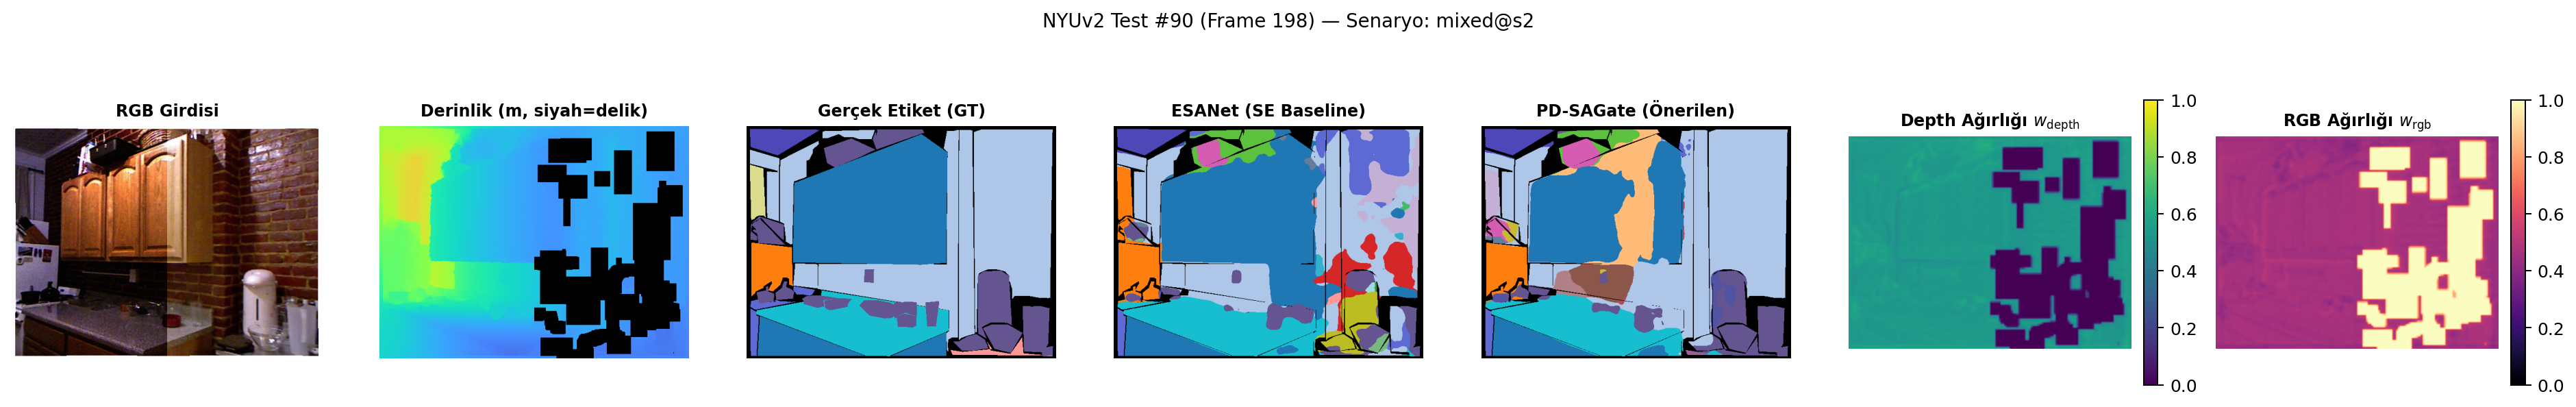 NYUv2 Test #90 (Frame 198) — Senaryo: mixed@s2
RGB Girdisi
Derinlik (m, siyah=delik)
Gerçek Etiket (GT)
ESANet (SE Baseline)
PD-SAGate (Önerilen)
Depth Ağırlığı w_depth
1.0
0.8
0.6
0.4
0.2
0.0
RGB Ağırlığı w_rgb
1.0
0.8
0.6
0.4
0.2
0.0